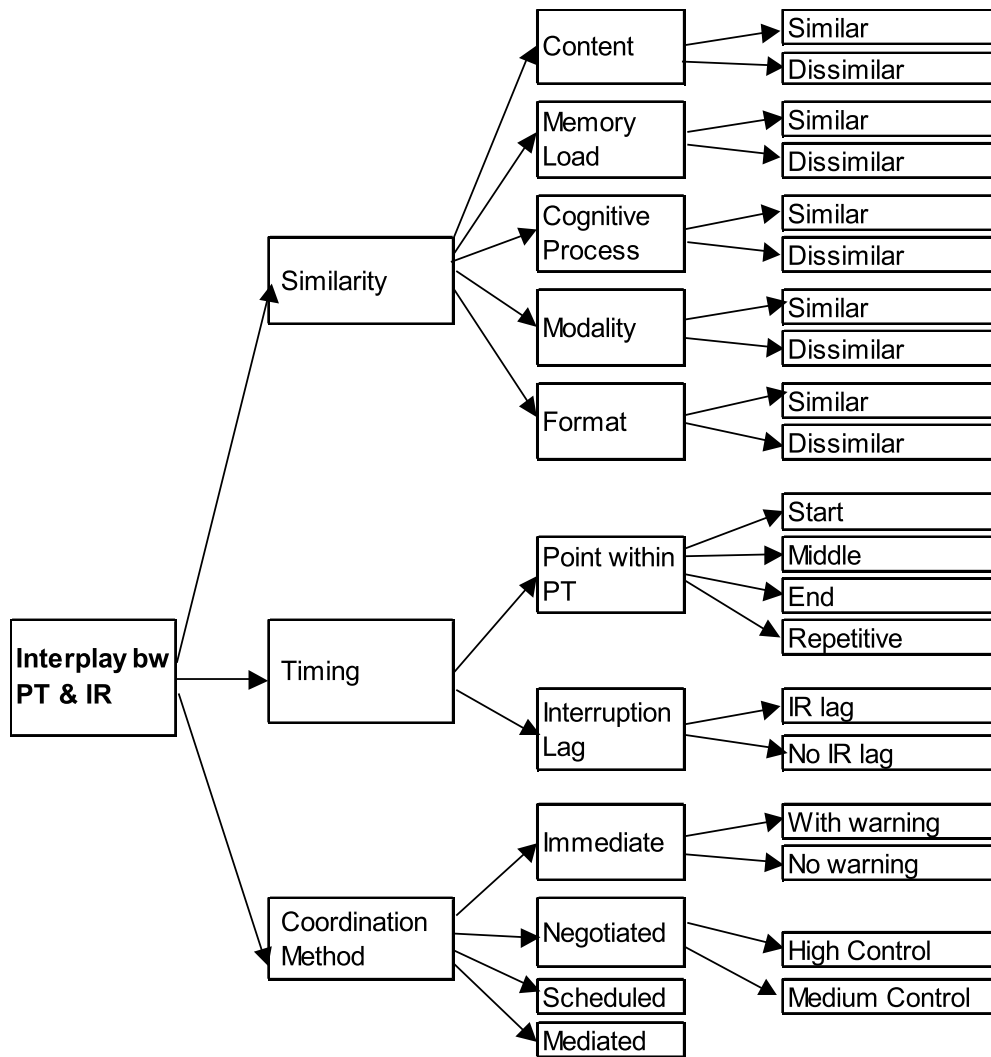 Content
Similar
Dissimilar
Memory
Load
Similar
Dissimilar
Cognitive
Process
Similar
Dissimilar
Similarity
Modality
Similar
Dissimilar
Format
Similar
Dissimilar
Interplay bw
PT & IR
Timing
Point within
PT
Start
Middle
End
Repetitive
Interruption
Lag
IR lag
No IR lag
Coordination
Method
Immediate
With warning
No warning
Negotiated
High Control
Medium Control
Scheduled
Mediated